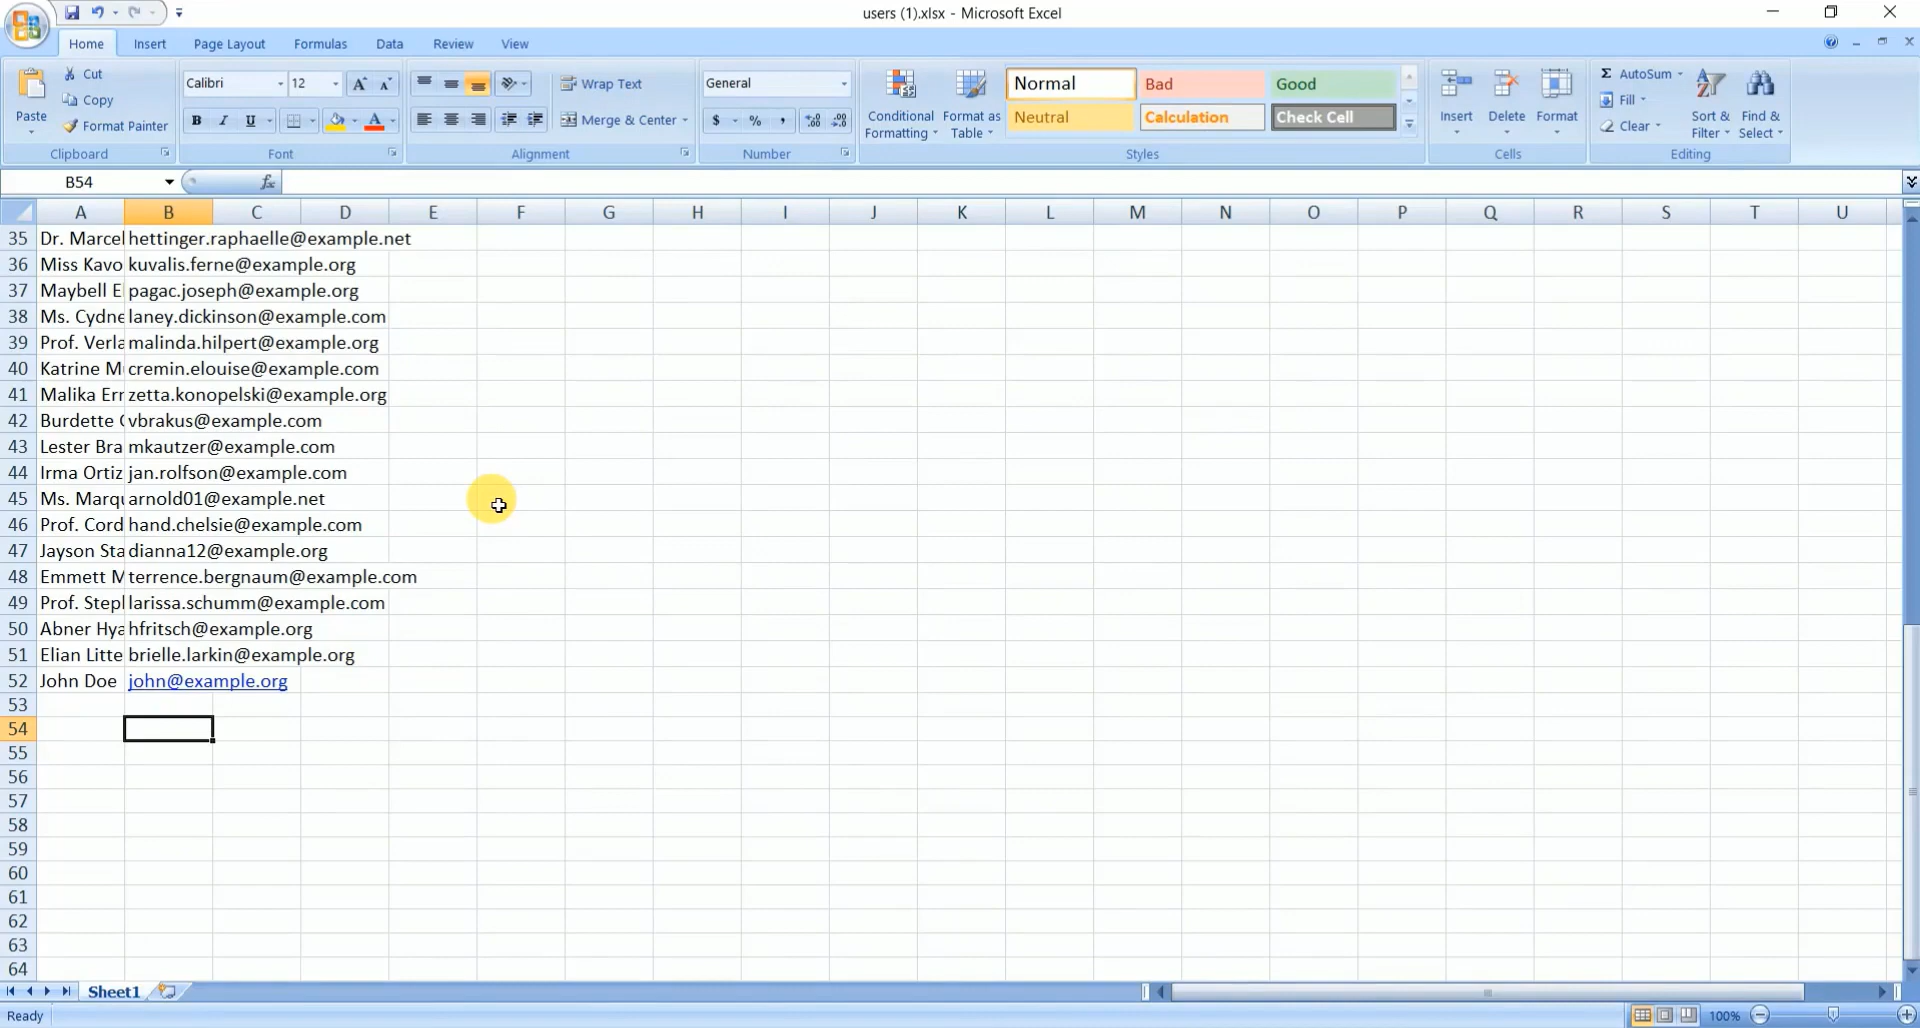 users (1).xlsx - Microsoft Excel
Home Insert Page Layout Formulas Data Review View
Paste
Cut
Copy
Format Painter
Clipboard
Calibri 12
B I U
Font
Wrap Text
Merge & Center
Alignment
General
$ % ,
Number
Conditional Formatting
Format as Table
Normal Bad Good
Neutral Calculation Check Cell
Styles
Insert Delete Format
Cells
Σ AutoSum
Fill
Clear
Sort & Filter
Find & Select
Editing
B54 fx
A B C D E F G H I J K L M N O P Q R S T U
35 Dr. Marcel hettinger.raphaelle@example.net
36 Miss Kavo kuvalis.ferne@example.org
37 Maybell E pagac.joseph@example.org
38 Ms. Cydne laney.dickinson@example.com
39 Prof. Verla malinda.hilpert@example.org
40 Katrine M cremin.elouise@example.com
41 Malika Err zetta.konopelski@example.org
42 Burdette vbrakus@example.com
43 Lester Bra mkautzer@example.com
44 Irma Ortiz jan.rolfson@example.com
45 Ms. Marq arnold01@example.net
46 Prof. Cord hand.chelsie@example.com
47 Jayson Sta dianna12@example.org
48 Emmett M terrence.bergnaum@example.com
49 Prof. Step larissa.schumm@example.com
50 Abner Hya hfritsch@example.org
51 Elian Litte brielle.larkin@example.org
52 John Doe john@example.org
53
54
55
56
57
58
59
60
61
62
63
64
Sheet1
Ready 100%